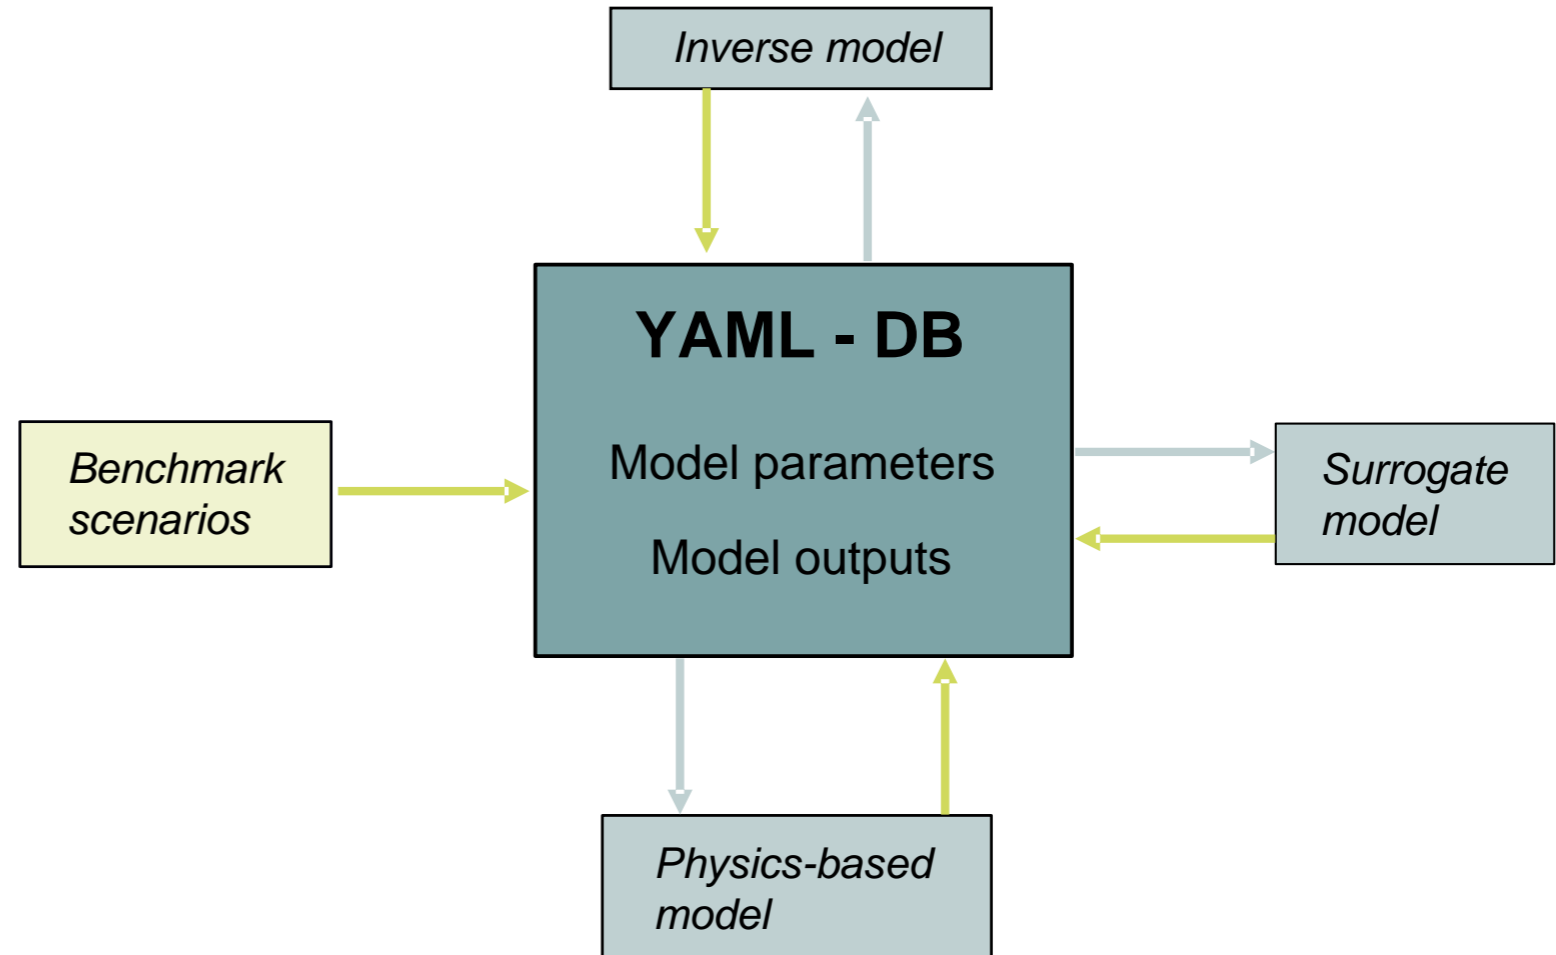 Inverse model
YAML - DB
Model parameters
Model outputs
Benchmark
scenarios
Surrogate
model
Physics-based
model